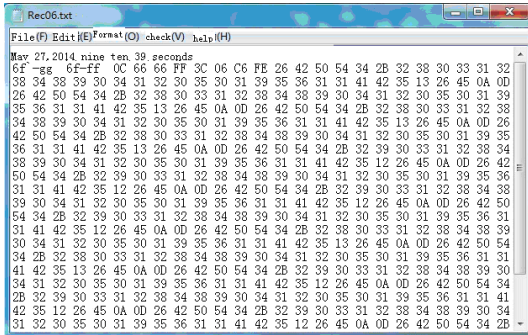 Rec06.txt
File(F) Edit(E) Format(O) check(V) help(H)
May 27,2014, nine ten 39 seconds
6f -gg 6f-ff 0C 66 66 FF 3C 06 C6 FE 26 42 50 54 34 2B 32 38 30 33 31 32
38 34 38 39 30 34 31 32 30 35 30 31 39 35 36 31 31 41 42 35 13 26 45 0A 0D
26 42 50 54 34 2B 32 38 30 33 31 32 38 34 38 39 30 34 31 32 30 35 30 31 39
35 36 31 31 41 42 35 13 26 45 0A 0D 26 42 50 54 34 2B 32 38 30 33 31 32 38
34 38 39 30 34 31 32 30 35 30 31 39 35 36 31 31 41 42 35 13 26 45 0A 0D 26
42 50 54 34 2B 32 38 30 33 31 32 38 34 38 39 30 34 31 32 30 35 30 31 39 35
36 31 31 41 42 35 13 26 45 0A 0D 26 42 50 54 34 2B 32 39 30 33 31 32 38 34
38 39 30 34 31 32 30 35 30 31 39 35 36 31 31 41 42 35 12 26 45 0A 0D 26 42
50 54 34 2B 32 39 30 33 31 32 38 34 38 39 30 34 31 32 30 35 30 31 39 35 36
31 31 41 42 35 12 26 45 0A 0D 26 42 50 54 34 2B 32 39 30 33 31 32 38 34 38
39 30 34 31 32 30 35 30 31 39 35 36 31 31 41 42 35 12 26 45 0A 0D 26 42 50
54 34 2B 32 39 30 33 31 32 38 34 38 39 30 34 31 32 30 35 30 31 39 35 36 31
31 41 42 35 12 26 45 0A 0D 26 42 50 54 34 2B 32 38 30 33 31 32 38 34 38 39
30 34 31 32 30 35 30 31 39 35 36 31 31 41 42 35 13 26 45 0A 0D 26 42 50 54
34 2B 32 38 30 33 31 32 38 34 38 39 30 34 31 32 30 35 30 31 39 35 36 31 31
41 42 35 13 26 45 0A 0D 26 42 50 54 34 2B 32 39 30 33 31 32 38 34 38 39 30
34 31 32 30 35 30 31 39 35 36 31 31 41 42 35 12 26 45 0A 0D 26 42 50 54 34
2B 32 39 30 33 31 32 38 34 38 39 30 34 31 32 30 35 30 31 39 35 36 31 31 41
42 35 12 26 45 0A 0D 26 42 50 54 34 2B 32 39 30 33 31 32 38 34 38 39 30 34
31 32 30 35 30 31 39 35 36 31 31 41 42 35 12 26 45 0A 0D 26 42 50 54 34 2B